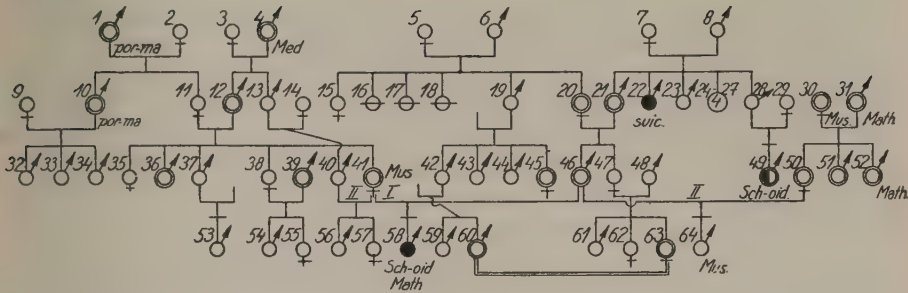 1 2 3 4 5 6 7 8
por-ma Med
9 10 11 12 13 14 15 16 17 18 19 20 21 22 23 24 27 28 29 30 31
4
por-ma suic. Mus. Math.
32 33 34 35 36 37 38 39 40 41 42 43 44 45 46 47 48 49 50 51 52
Mus Sch-oid. Math.
II I II
53 54 55 56 57 58 59 60 61 62 63 64
Sch-oid Mus.
Math